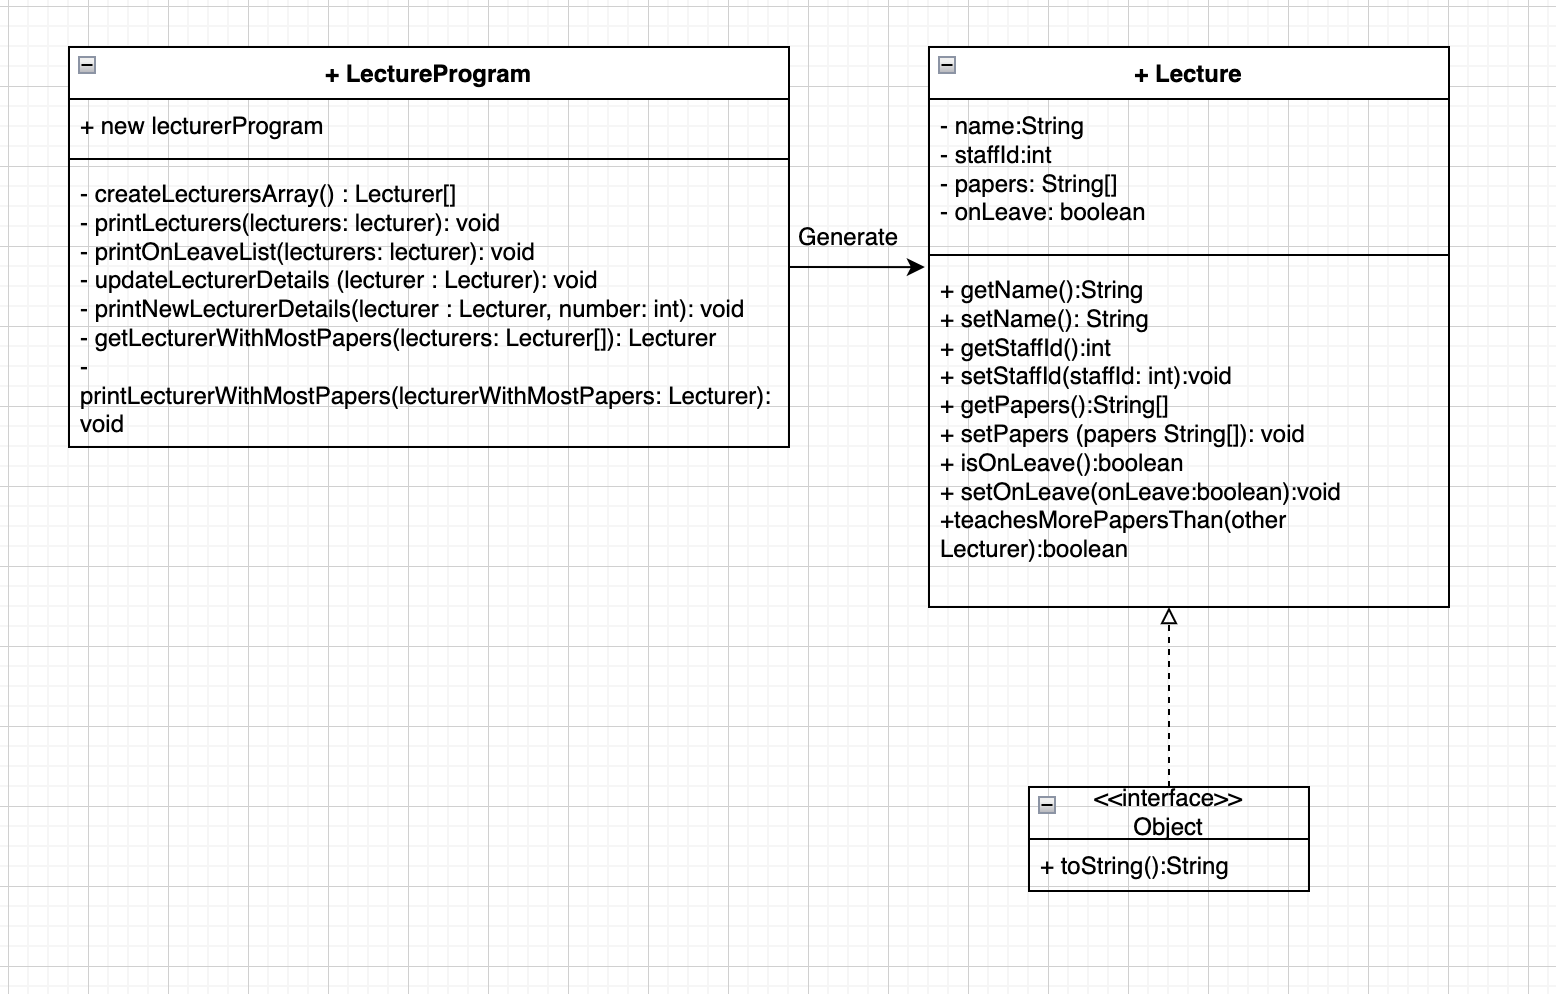 + LectureProgram
+ new lecturerProgram
- createLecturersArray() : Lecturer[]
- printLecturers(lecturers: lecturer): void
- printOnLeaveList(lecturers: lecturer): void
- updateLecturerDetails (lecturer : Lecturer): void
- printNewLecturerDetails(lecturer : Lecturer, number: int): void
- getLecturerWithMostPapers(lecturers: Lecturer[]): Lecturer
-
printLecturerWithMostPapers(lecturerWithMostPapers: Lecturer):
void
Generate
+ Lecture
- name:String
- staffId:int
- papers: String[]
- onLeave: boolean
+ getName():String
+ setName(): String
+ getStaffId():int
+ setStaffId(staffId: int):void
+ getPapers():String[]
+ setPapers (papers String[]): void
+ isOnLeave():boolean
+ setOnLeave(onLeave:boolean):void
+teachesMorePapersThan(other
Lecturer):boolean
<<interface>>
Object
+ toString():String